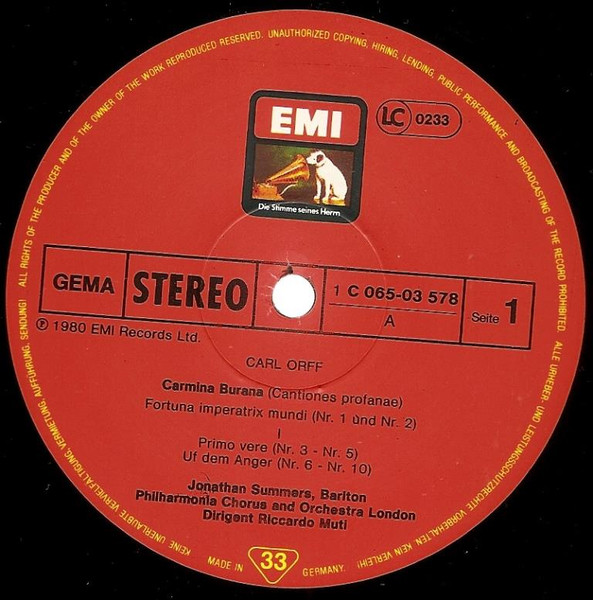 ALL RIGHTS OF THE PRODUCER AND OF THE OWNER OF THE WORK REPRODUCED RESERVED. UNAUTHORIZED COPYING, HIRING, LENDING, PUBLIC PERFORMANCE AND BROADCASTING OF THE RECORD PROHIBITED. ALLE URHEBER- UND LEISTUNGSSCHUTZRECHTE VORBEHALTEN. KEIN VERLEIH! KEINE UNERLAUBTE VERVIELFÄLTIGUNG, VERMIETUNG, AUFFÜHRUNG, SENDUNG!
EMI
LC 0233
Die Stimme seines Herrn
GEMA STEREO 1 C 065-03 578 Seite 1
A
℗ 1980 EMI Records Ltd.
CARL ORFF
Carmina Burana (Cantiones profanae)
Fortuna imperatrix mundi (Nr. 1 und Nr. 2)
I
Primo vere (Nr. 3 - Nr. 5)
Uf dem Anger (Nr. 6 - Nr. 10)
Jonathan Summers, Bariton
Philharmonia Chorus and Orchestra London
Dirigent Riccardo Muti
MADE IN 33 GERMANY.